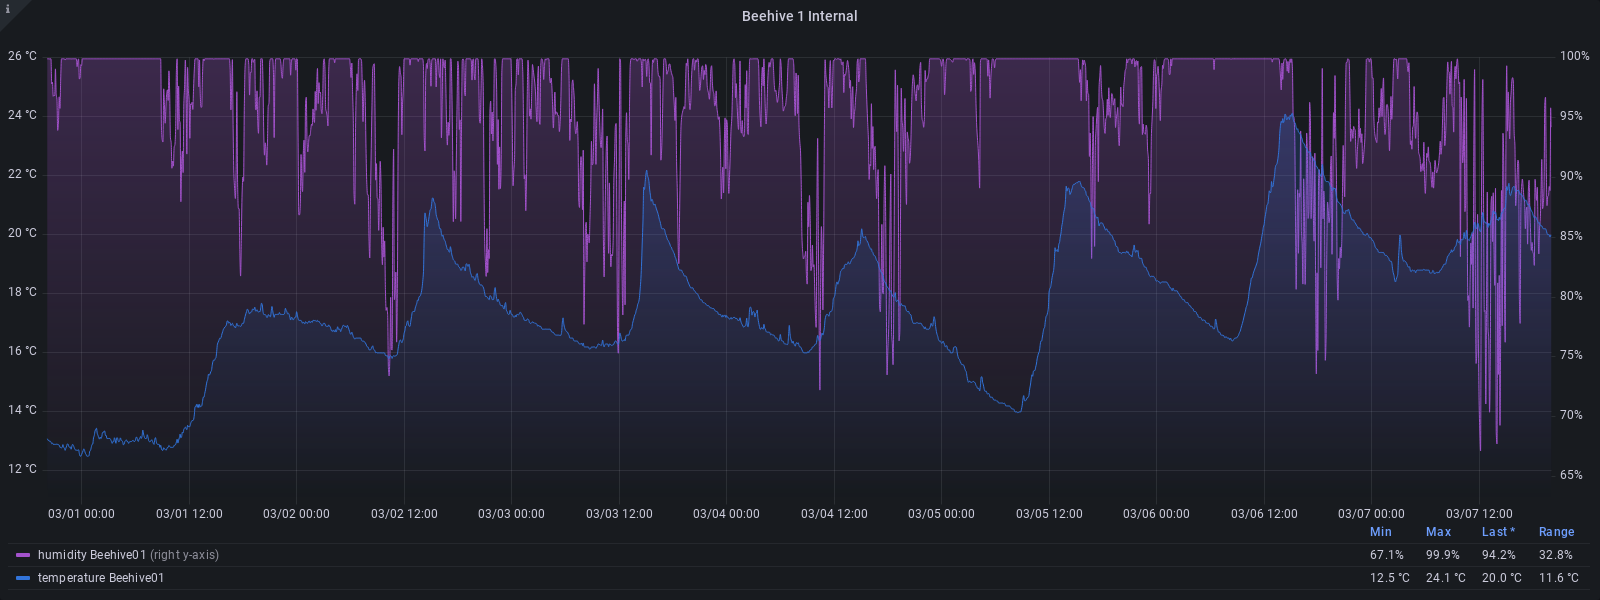 i
Beehive 1 Internal
26 °C 100%
24 °C 95%
22 °C 90%
20 °C 85%
18 °C 80%
16 °C 75%
14 °C 70%
12 °C 65%
03/01 00:00 03/01 12:00 03/02 00:00 03/02 12:00 03/03 00:00 03/03 12:00 03/04 00:00 03/04 12:00 03/05 00:00 03/05 12:00 03/06 00:00 03/06 12:00 03/07 00:00 03/07 12:00
Min Max Last * Range
humidity Beehive01 (right y-axis) 67.1% 99.9% 94.2% 32.8%
temperature Beehive01 12.5 °C 24.1 °C 20.0 °C 11.6 °C